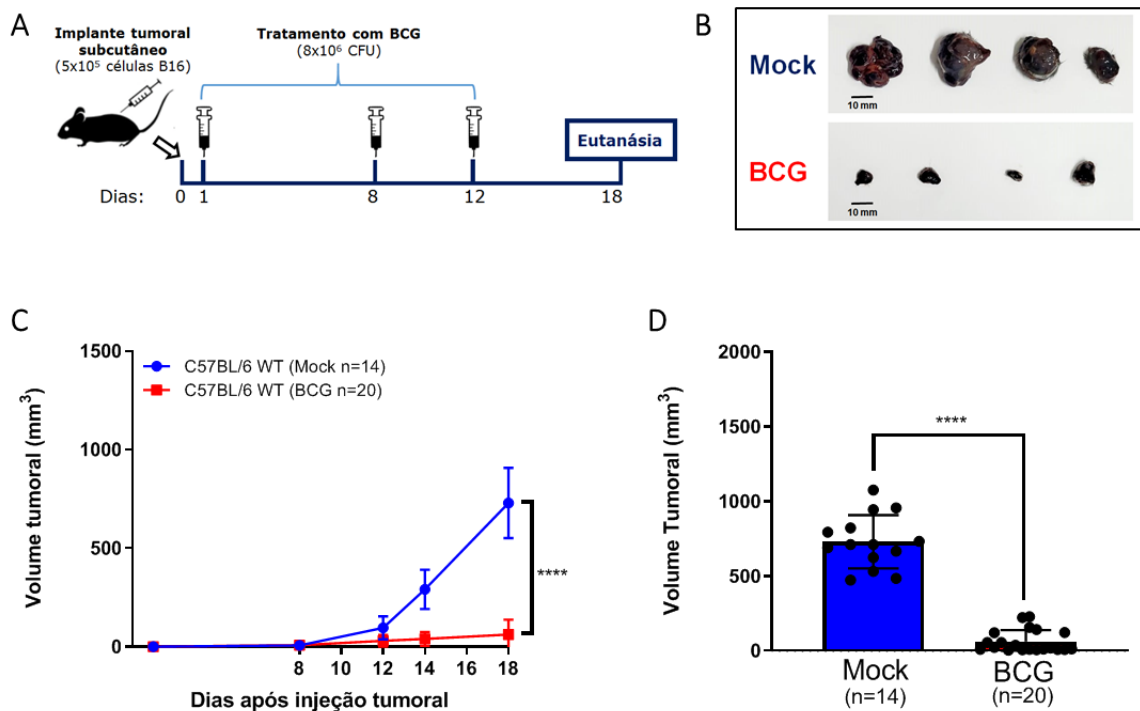 A
Implante tumoral
subcutâneo
(5x10⁵ células B16)
Tratamento com BCG
(8x10⁶ CFU)
Eutanásia
Dias:
0 1 8 12 18
B
Mock
10 mm
BCG
10 mm
C
1500
1000
500
0
Volume tumoral (mm³)
C57BL/6 WT (Mock n=14)
C57BL/6 WT (BCG n=20)
****
8 10 12 14 16 18
Dias após injeção tumoral
D
2000
1500
1000
500
0
Volume Tumoral (mm³)
****
Mock
(n=14)
BCG
(n=20)